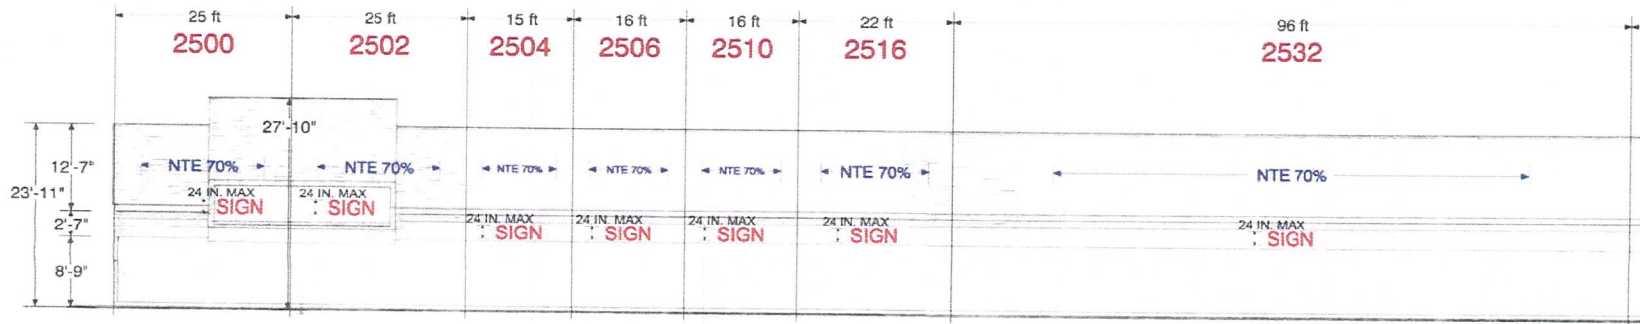 25 ft 25 ft 15 ft 16 ft 16 ft 22 ft 96 ft
2500 2502 2504 2506 2510 2516 2532
27'-10"
12'-7" NTE 70% NTE 70% NTE 70% NTE 70% NTE 70% NTE 70% NTE 70%
23'-11" 24 IN. MAX 24 IN. MAX
SIGN SIGN
2'-7" 24 IN. MAX 24 IN. MAX 24 IN. MAX 24 IN. MAX 24 IN. MAX
SIGN SIGN SIGN SIGN SIGN
8'-9"